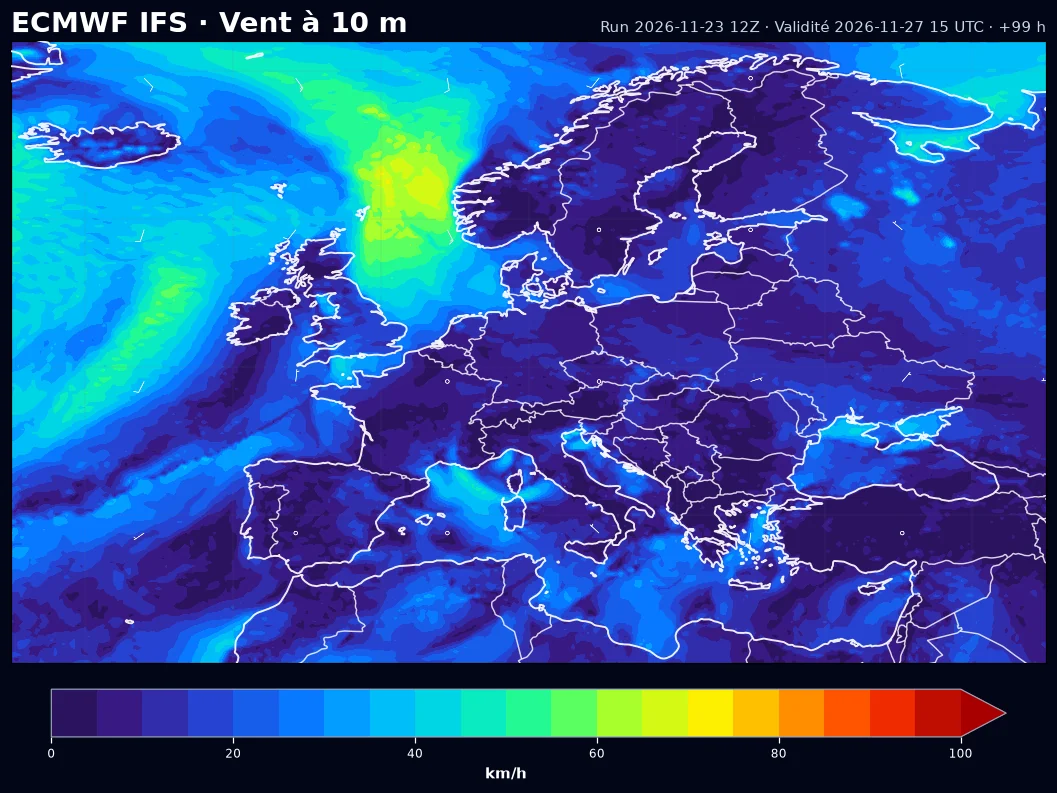 ECMWF IFS · Vent à 10 m
Run 2026-11-23 12Z · Validité 2026-11-27 15 UTC · +99 h
0 20 40 60 80 100
km/h